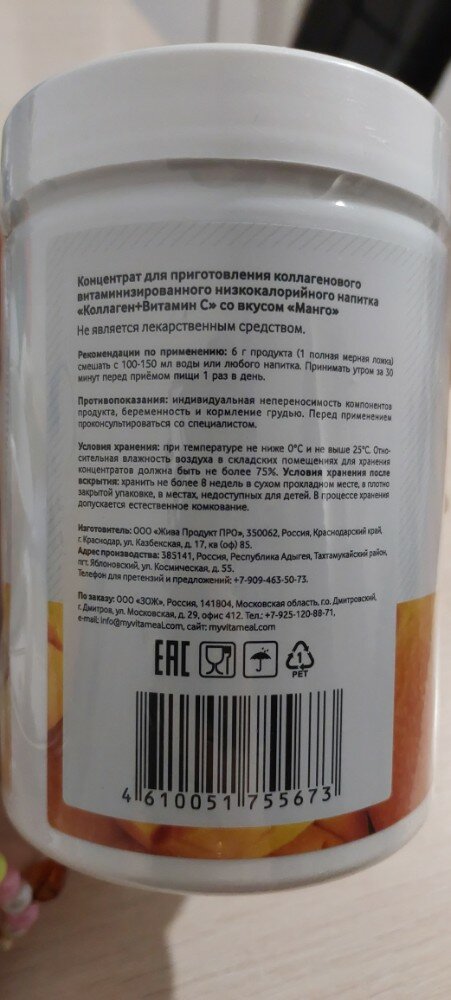 Концентрат для приготовления коллагенового
витаминизированного низкокалорийного напитка
«Коллаген+Витамин С» со вкусом «Манго»
Не является лекарственным средством.
Рекомендации по применению: 6 г продукта (1 полная мерная ложка)
смешать с 100-150 мл воды или любого напитка. Принимать утром за 30
минут перед приёмом пищи 1 раз в день.
Противопоказания: индивидуальная непереносимость компонентов
продукта, беременность и кормление грудью. Перед применением
проконсультироваться со специалистом.
Условия хранения: при температуре не ниже 0°С и не выше 25°С. Отно-
сительная влажность воздуха в складских помещениях для хранения
концентратов должна быть не более 75%. Условия хранения после
вскрытия: хранить не более 8 недель в сухом прохладном месте, в плотно
закрытой упаковке, в местах, недоступных для детей. В процессе хранения
допускается естественное комкование.
Изготовитель: ООО «Жива Продукт ПРО», 350062, Россия, Краснодарский край,
г. Краснодар, ул. Казбекская, д. 17, кв (оф) 85.
Адрес производства: 385141, Россия, Республика Адыгея, Тахтамукайский район,
пгт. Яблоновский, ул. Космическая, д. 55.
Телефон для претензий и предложений: +7-909-463-50-73.
По заказу: ООО «ЗОЖ», Россия, 141804, Московская область, г.о. Дмитровский,
г. Дмитров, ул. Московская, д. 29, офис 412. Тел.: +7-925-120-88-71,
e-mail: info@myvitameal.com, сайт: myvitameal.com
EAC
1
PET
4 610051 755673